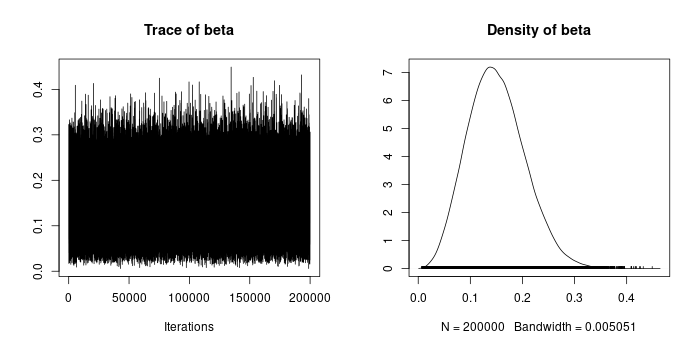 Trace of beta
0.0
0.1
0.2
0.3
0.4
0 50000 100000 150000 200000
Iterations
Density of beta
0
1
2
3
4
5
6
7
0.0 0.1 0.2 0.3 0.4
N = 200000 Bandwidth = 0.005051